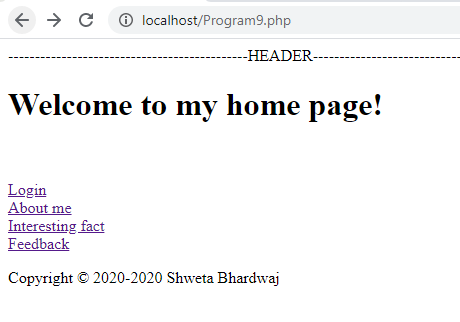 localhost/Program9.php
----------------------------------------------HEADER----------------------------
Welcome to my home page!
Login
About me
Interesting fact
Feedback
Copyright © 2020-2020 Shweta Bhardwaj